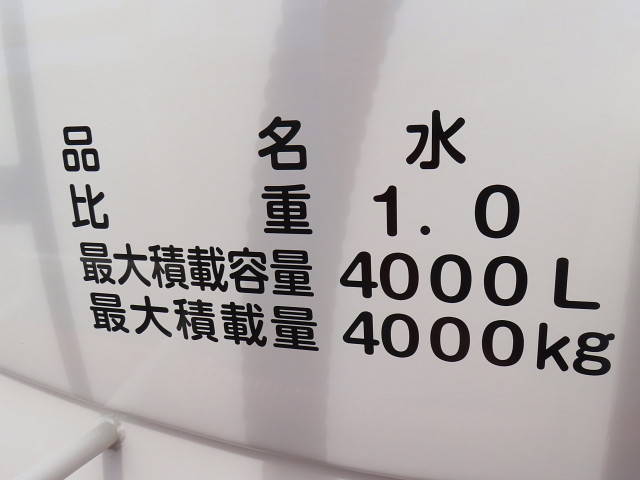 品名 水
比重 1.0
最大積載容量 4000L
最大積載量 4000kg